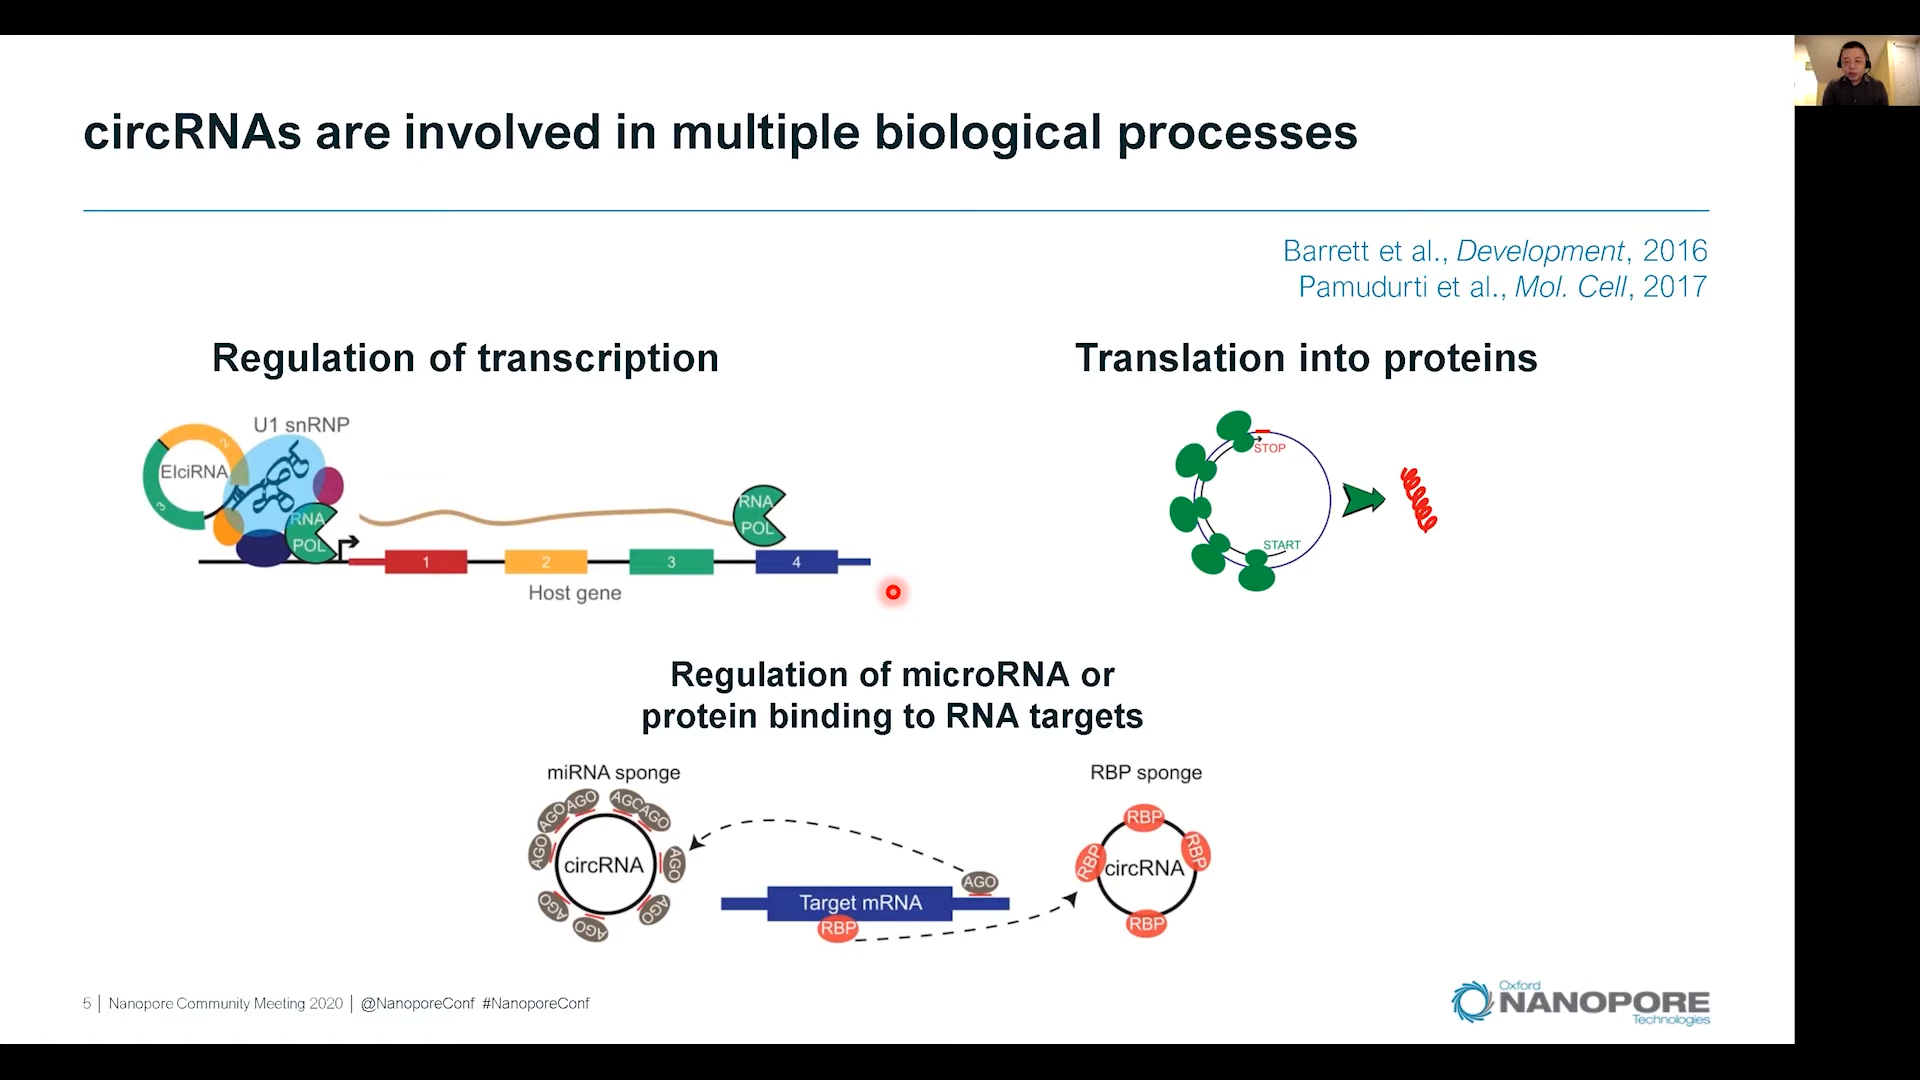 circRNAs are involved in multiple biological processes
Barrett et al., Development, 2016
Pamudurti et al., Mol. Cell, 2017
Regulation of transcription
Translation into proteins
U1 snRNP
EIciRNA
2
3
RNA
POL
RNA
POL
1
2
3
4
Host gene
STOP
START
Regulation of microRNA or
protein binding to RNA targets
miRNA sponge
RBP sponge
AGO
AGO
AGO
AGO
AGO
AGO
AGO
AGO
AGO
circRNA
AGO
Target mRNA
RBP
RBP
RBP
RBP
circRNA
RBP
5 | Nanopore Community Meeting 2020 | @NanoporeConf #NanoporeConf
Oxford
NANOPORE
Technologies